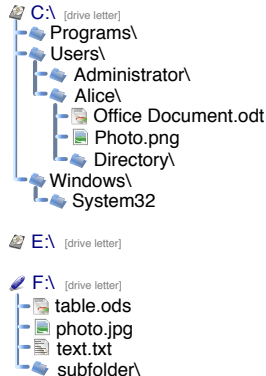 C:\ [drive letter]
Programs\
Users\
Administrator\
Alice\
Office Document.odt
Photo.png
Directory\
Windows\
System32
E:\ [drive letter]
F:\ [drive letter]
table.ods
photo.jpg
text.txt
subfolder\